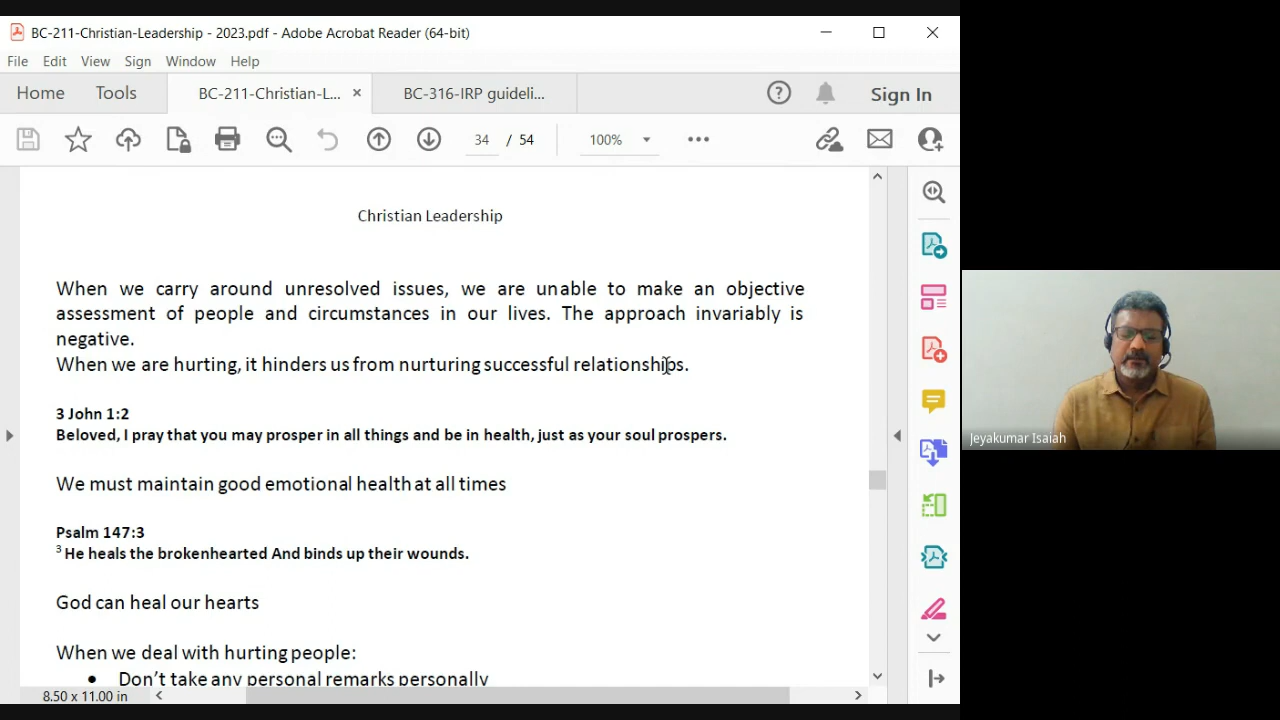 BC-211-Christian-Leadership - 2023.pdf - Adobe Acrobat Reader (64-bit)
File Edit View Sign Window Help
Home Tools BC-211-Christian-L... × BC-316-IRP guideli... Sign In
34 / 54 100%
Christian Leadership
When we carry around unresolved issues, we are unable to make an objective
assessment of people and circumstances in our lives. The approach invariably is
negative.
When we are hurting, it hinders us from nurturing successful relationships.
3 John 1:2
Beloved, I pray that you may prosper in all things and be in health, just as your soul prospers.
We must maintain good emotional health at all times
Psalm 147:3
3 He heals the brokenhearted And binds up their wounds.
God can heal our hearts
When we deal with hurting people:
• Don't take any personal remarks personally
8.50 x 11.00 in
Jeyakumar Isaiah